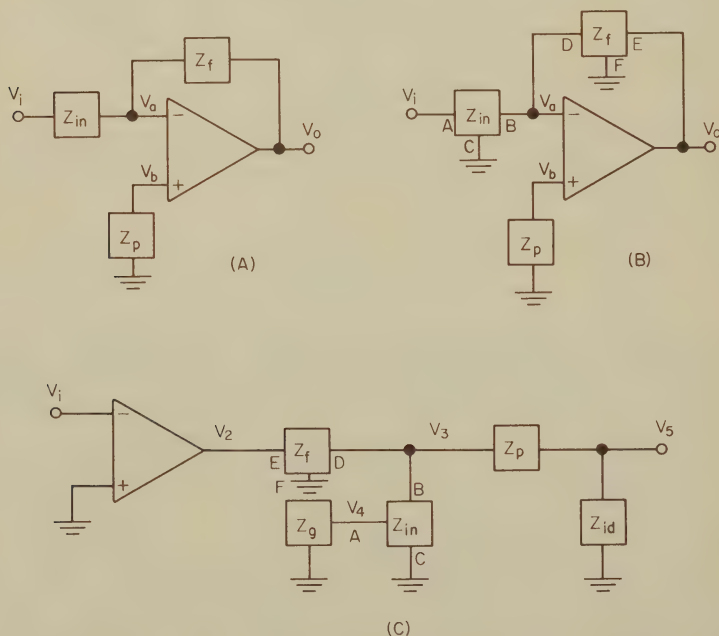 Zf
Vi
Zin
Va
−
Vo
Vb
+
Zp
(A)
Zf
D
E
F
Vi
A
Zin
B
C
Va
−
Vo
Vb
+
Zp
(B)
Vi
−
+
V2
E
Zf
D
F
V3
Zp
V5
B
Zg
V4
A
Zin
C
Zid
(C)